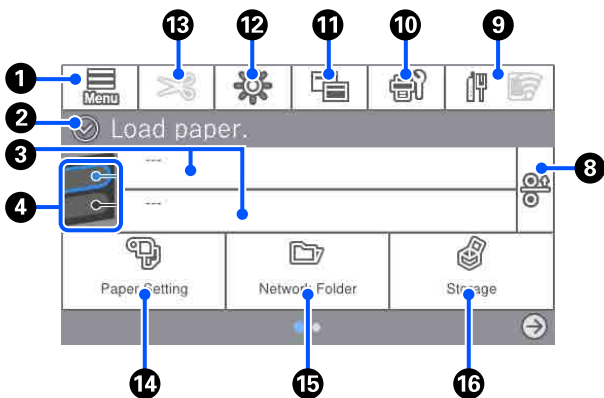 13 12 11 10 9
1 Menu
2 Load paper.
3 ---
8
4 ---
Paper Setting Network Folder Storage
14 15 16